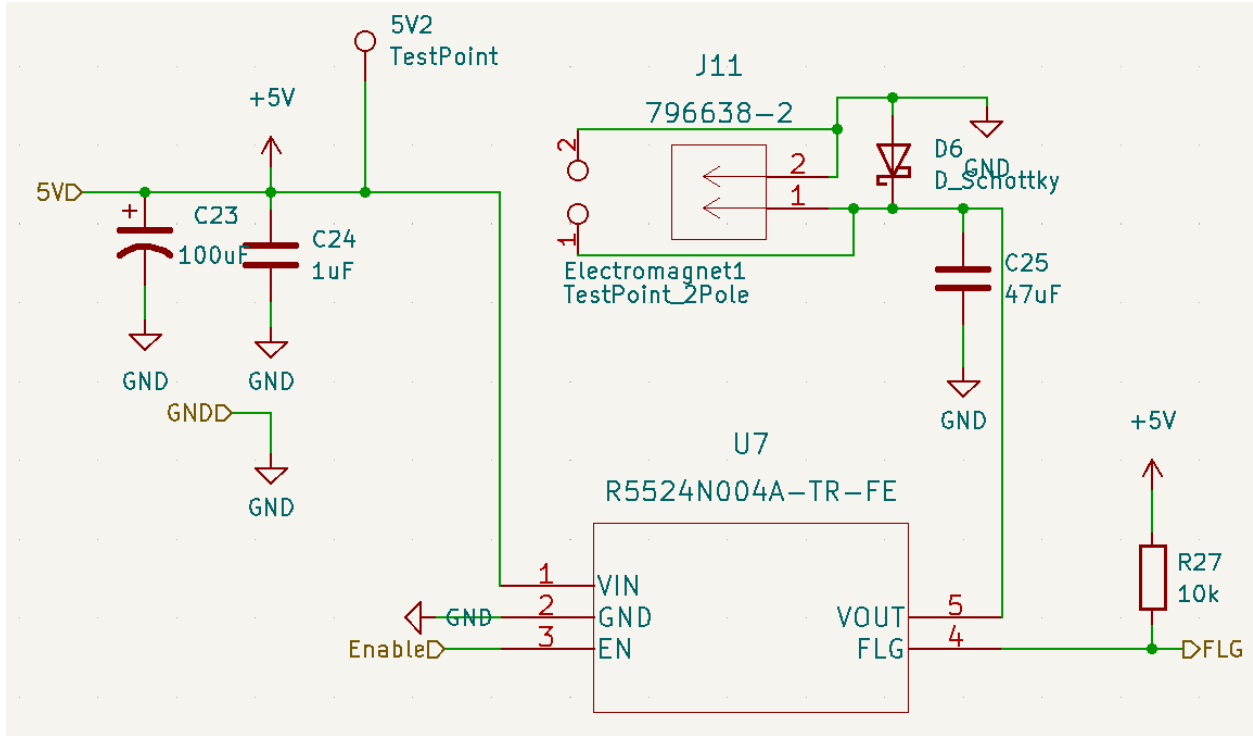 5V2
TestPoint
+5V
5V
+
C23
100uF
C24
1uF
GND
GND
GND
GND
J11
796638-2
2
1
2
1
Electromagnet1
TestPoint_2Pole
D6
D_Schottky
GND
C25
47uF
GND
U7
R5524N004A-TR-FE
1
VIN
2
GND
GND
3
EN
Enable
VOUT
5
FLG
4
+5V
R27
10k
FLG